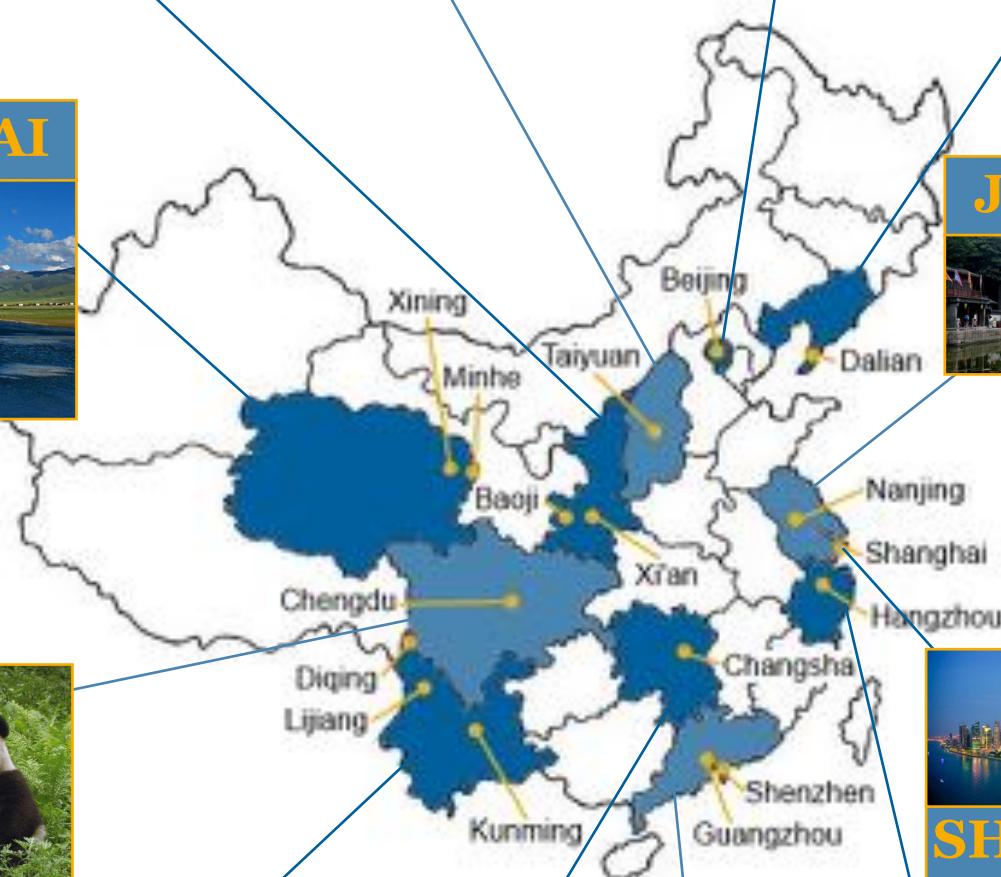 AI
J
Beijing
Xining
Taiyuan
Minhe
Dalian
Baoji
Nanjing
Shanghai
Xi'an
Chengdu
Hangzhou
Changsha
Diqing
Lijiang
Shenzhen
Kunming
Guangzhou
SH